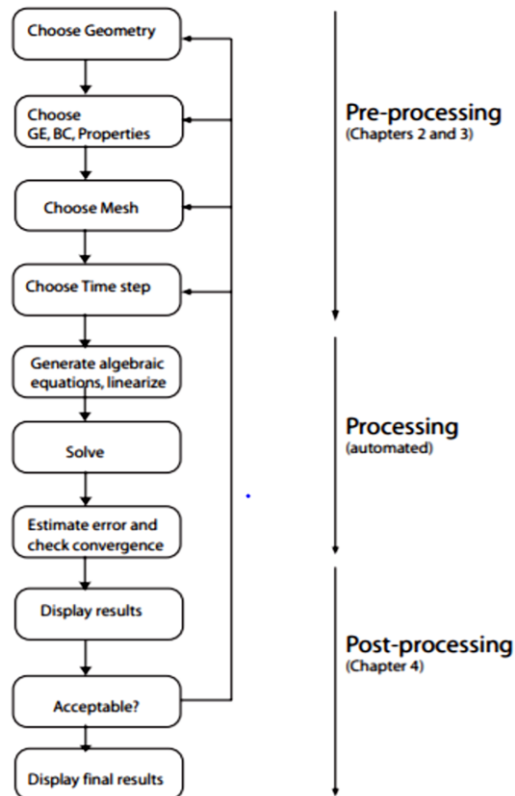 Choose Geometry
Choose
GE, BC, Properties
Choose Mesh
Choose Time step
Generate algebraic
equations, linearize
Solve
Estimate error and
check convergence
Display results
Acceptable?
Display final results
Pre-processing
(Chapters 2 and 3)
Processing
(automated)
Post-processing
(Chapter 4)